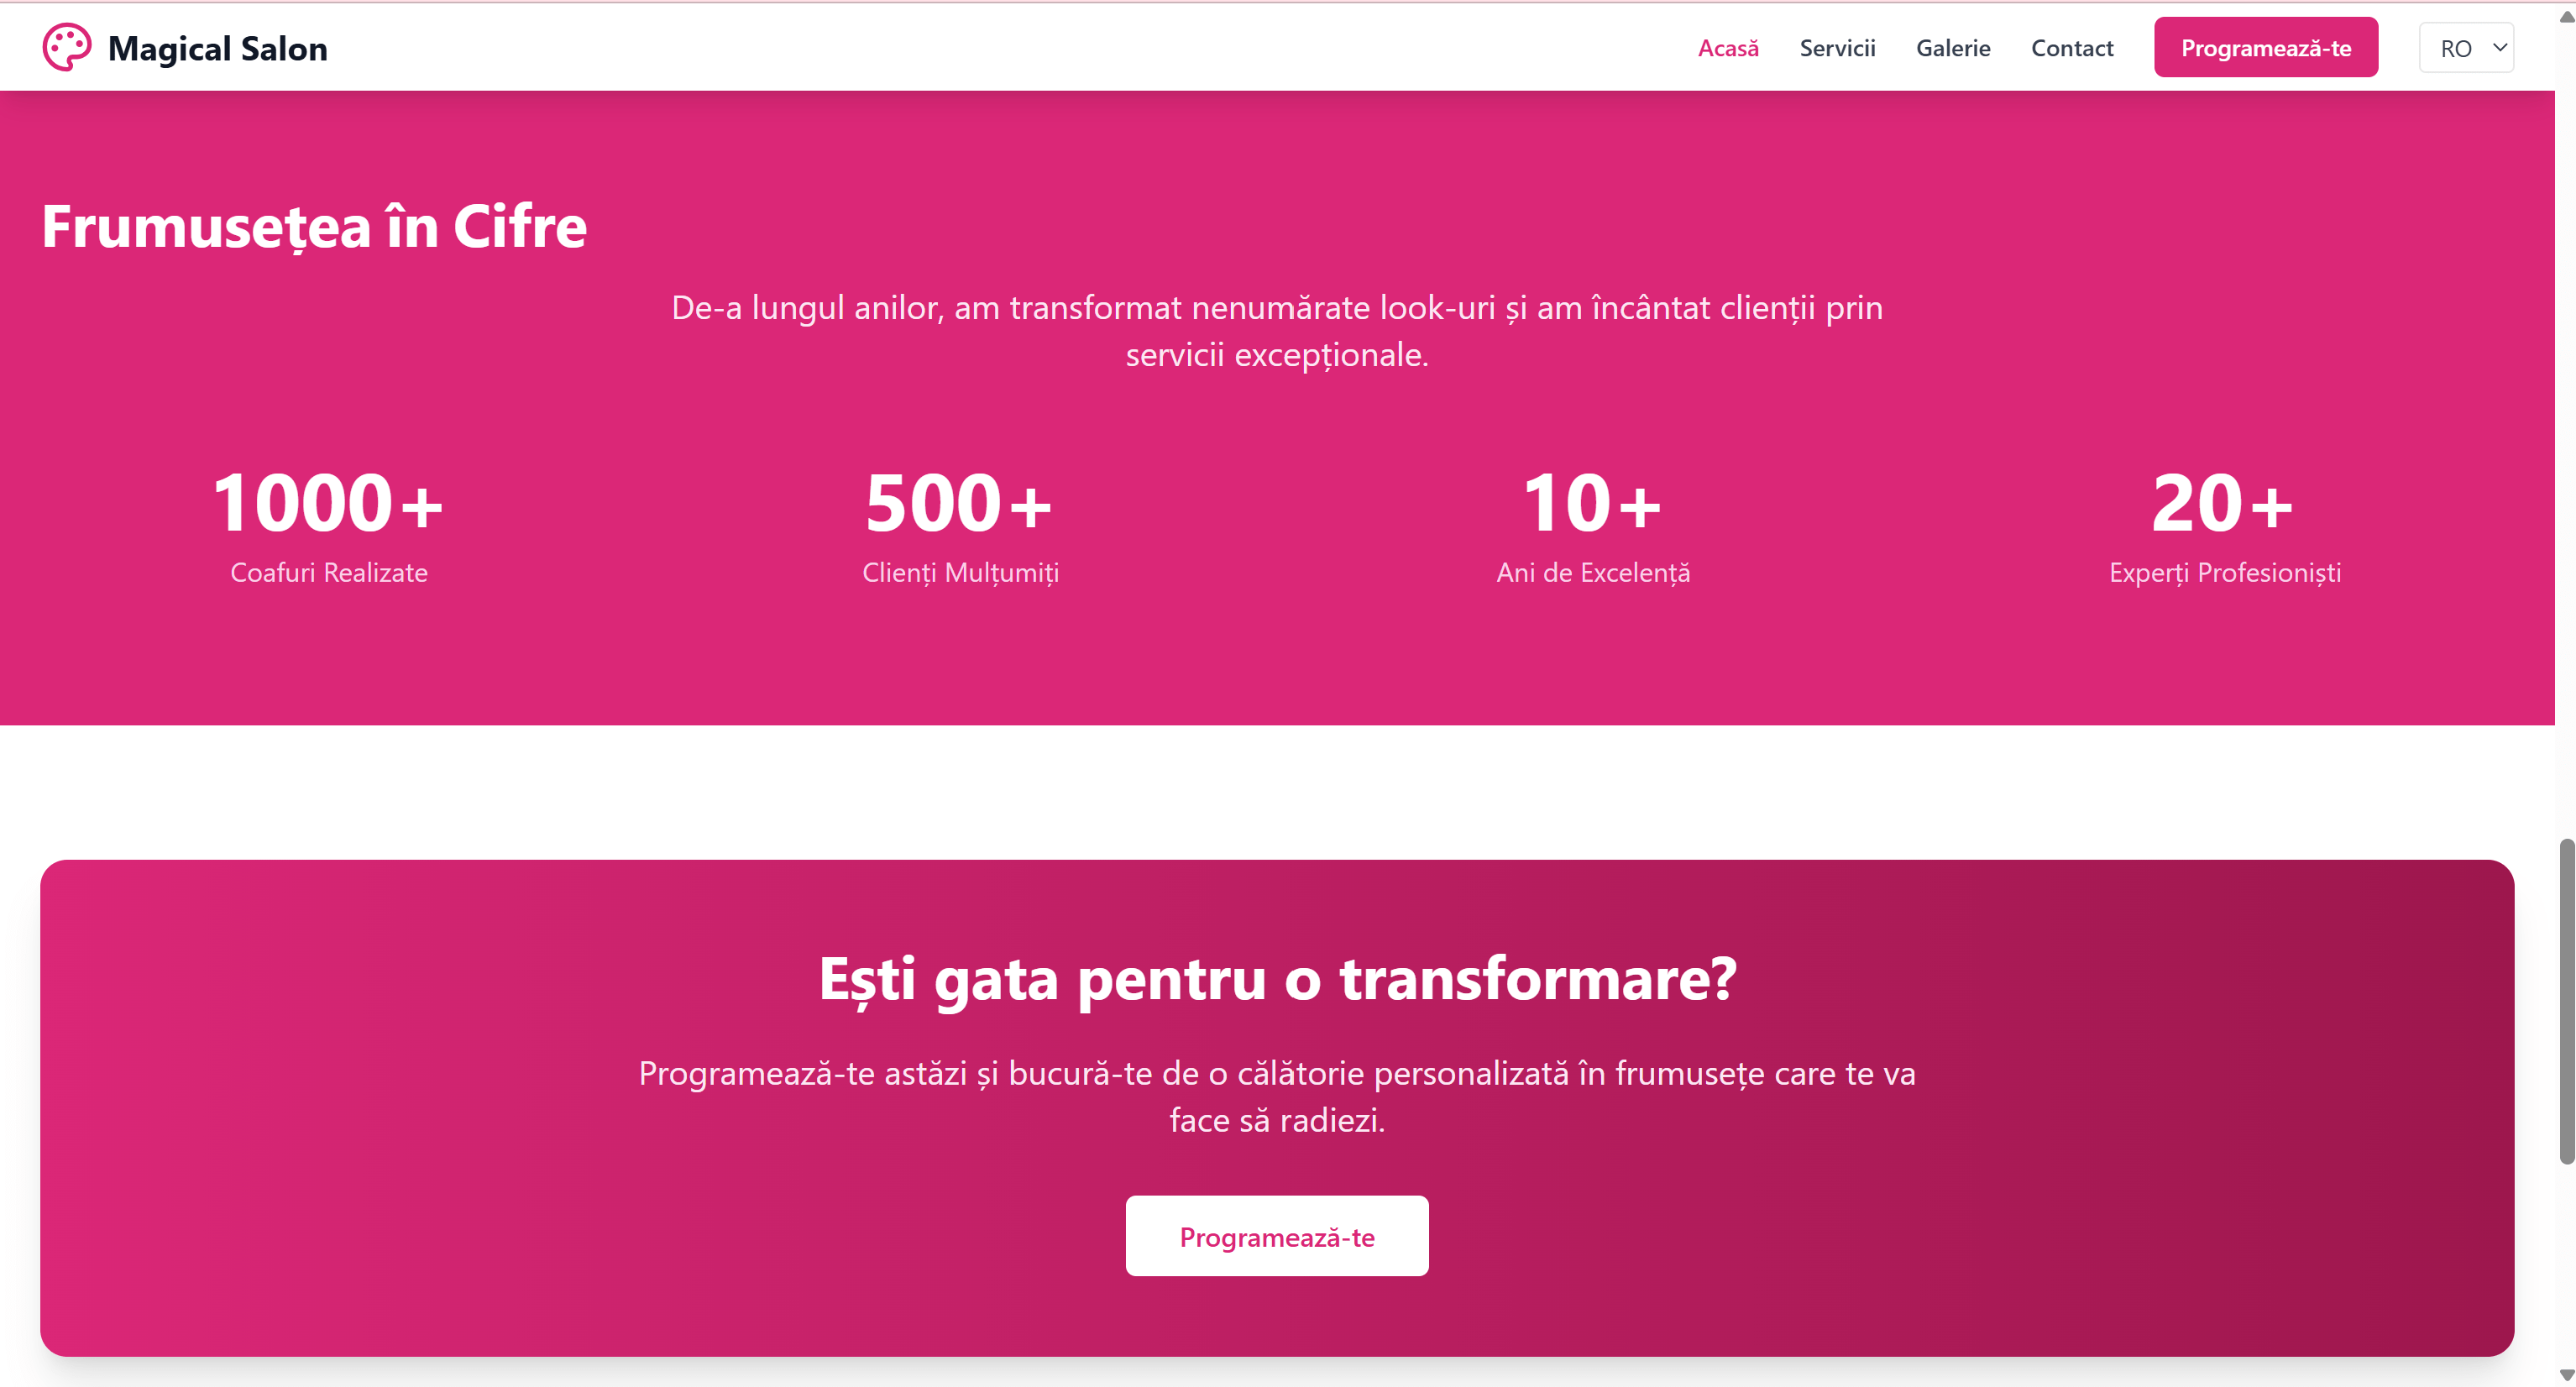 Magical Salon
Acasă
Servicii
Galerie
Contact
Programează-te
RO
Frumusețea în Cifre
De-a lungul anilor, am transformat nenumărate look-uri și am încântat clienții prin
servicii excepționale.
1000+
Coafuri Realizate
500+
Clienți Mulțumiți
10+
Ani de Excelență
20+
Experți Profesioniști
Ești gata pentru o transformare?
Programează-te astăzi și bucură-te de o călătorie personalizată în frumusețe care te va
face să radiezi.
Programează-te